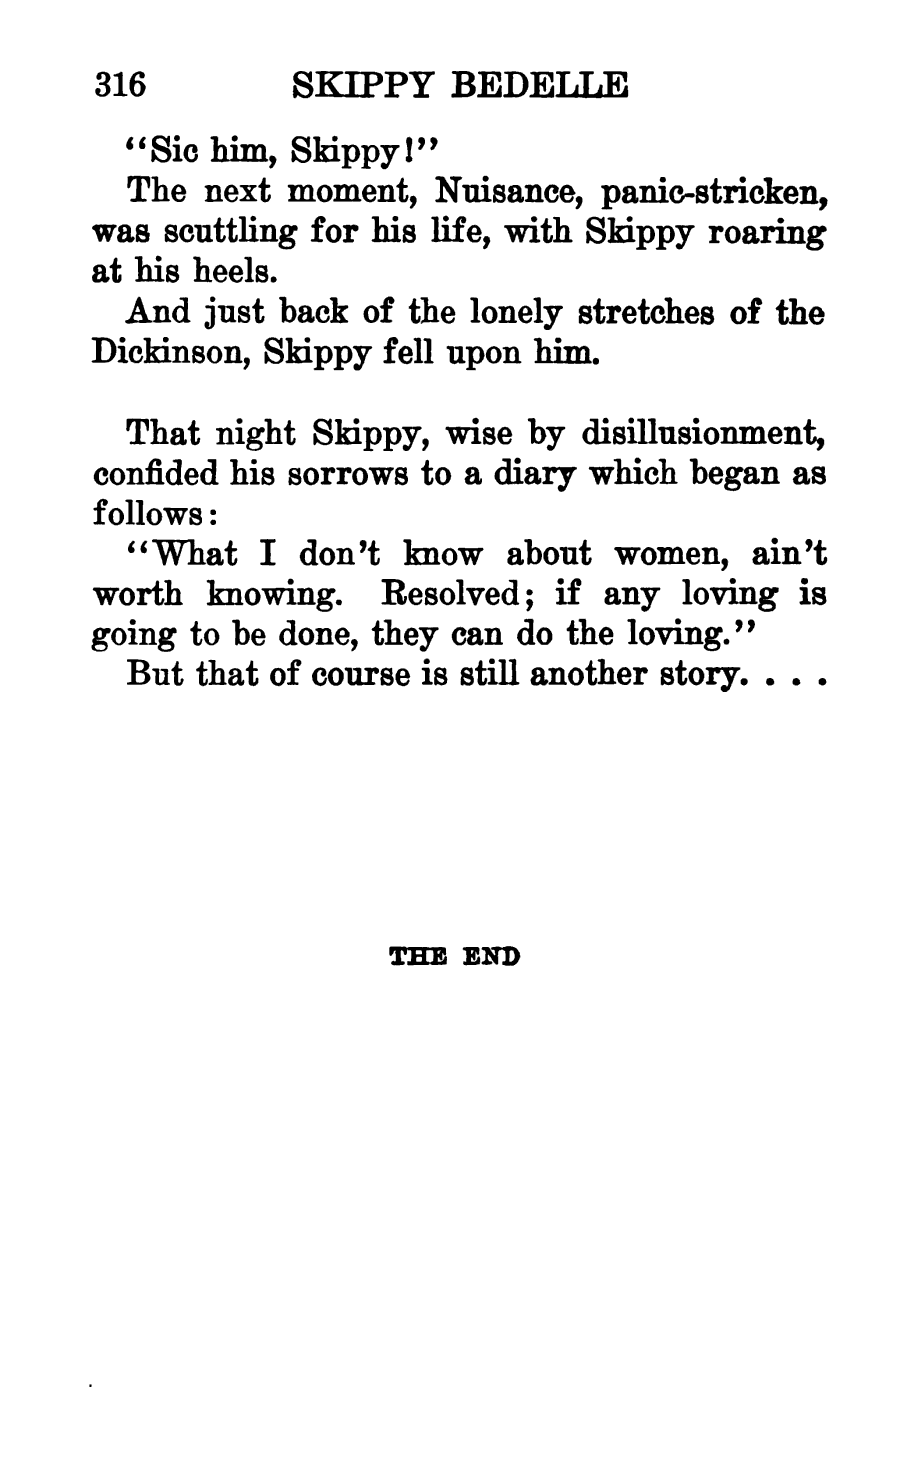 316 SKIPPY BEDELLE
“Sic him, Skippy!”
The next moment, Nuisance, panic-stricken,
was scuttling for his life, with Skippy roaring
at his heels.
And just back of the lonely stretches of the
Dickinson, Skippy fell upon him.
That night Skippy, wise by disillusionment,
confided his sorrows to a diary which began as
follows:
“What I don’t know about women, ain’t
worth knowing. Resolved; if any loving is
going to be done, they can do the loving.”
But that of course is still another story. . . .
THE END